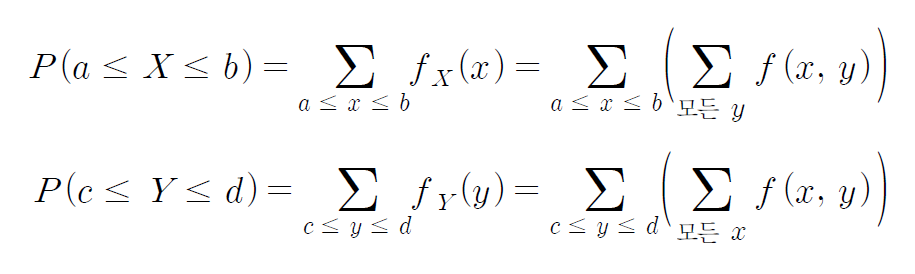 P(a ≤ X ≤ b) = ∑_{a ≤ x ≤ b} f_X(x) = ∑_{a ≤ x ≤ b} ( ∑_{모든 y} f(x, y) )
P(c ≤ Y ≤ d) = ∑_{c ≤ y ≤ d} f_Y(y) = ∑_{c ≤ y ≤ d} ( ∑_{모든 x} f(x, y) )